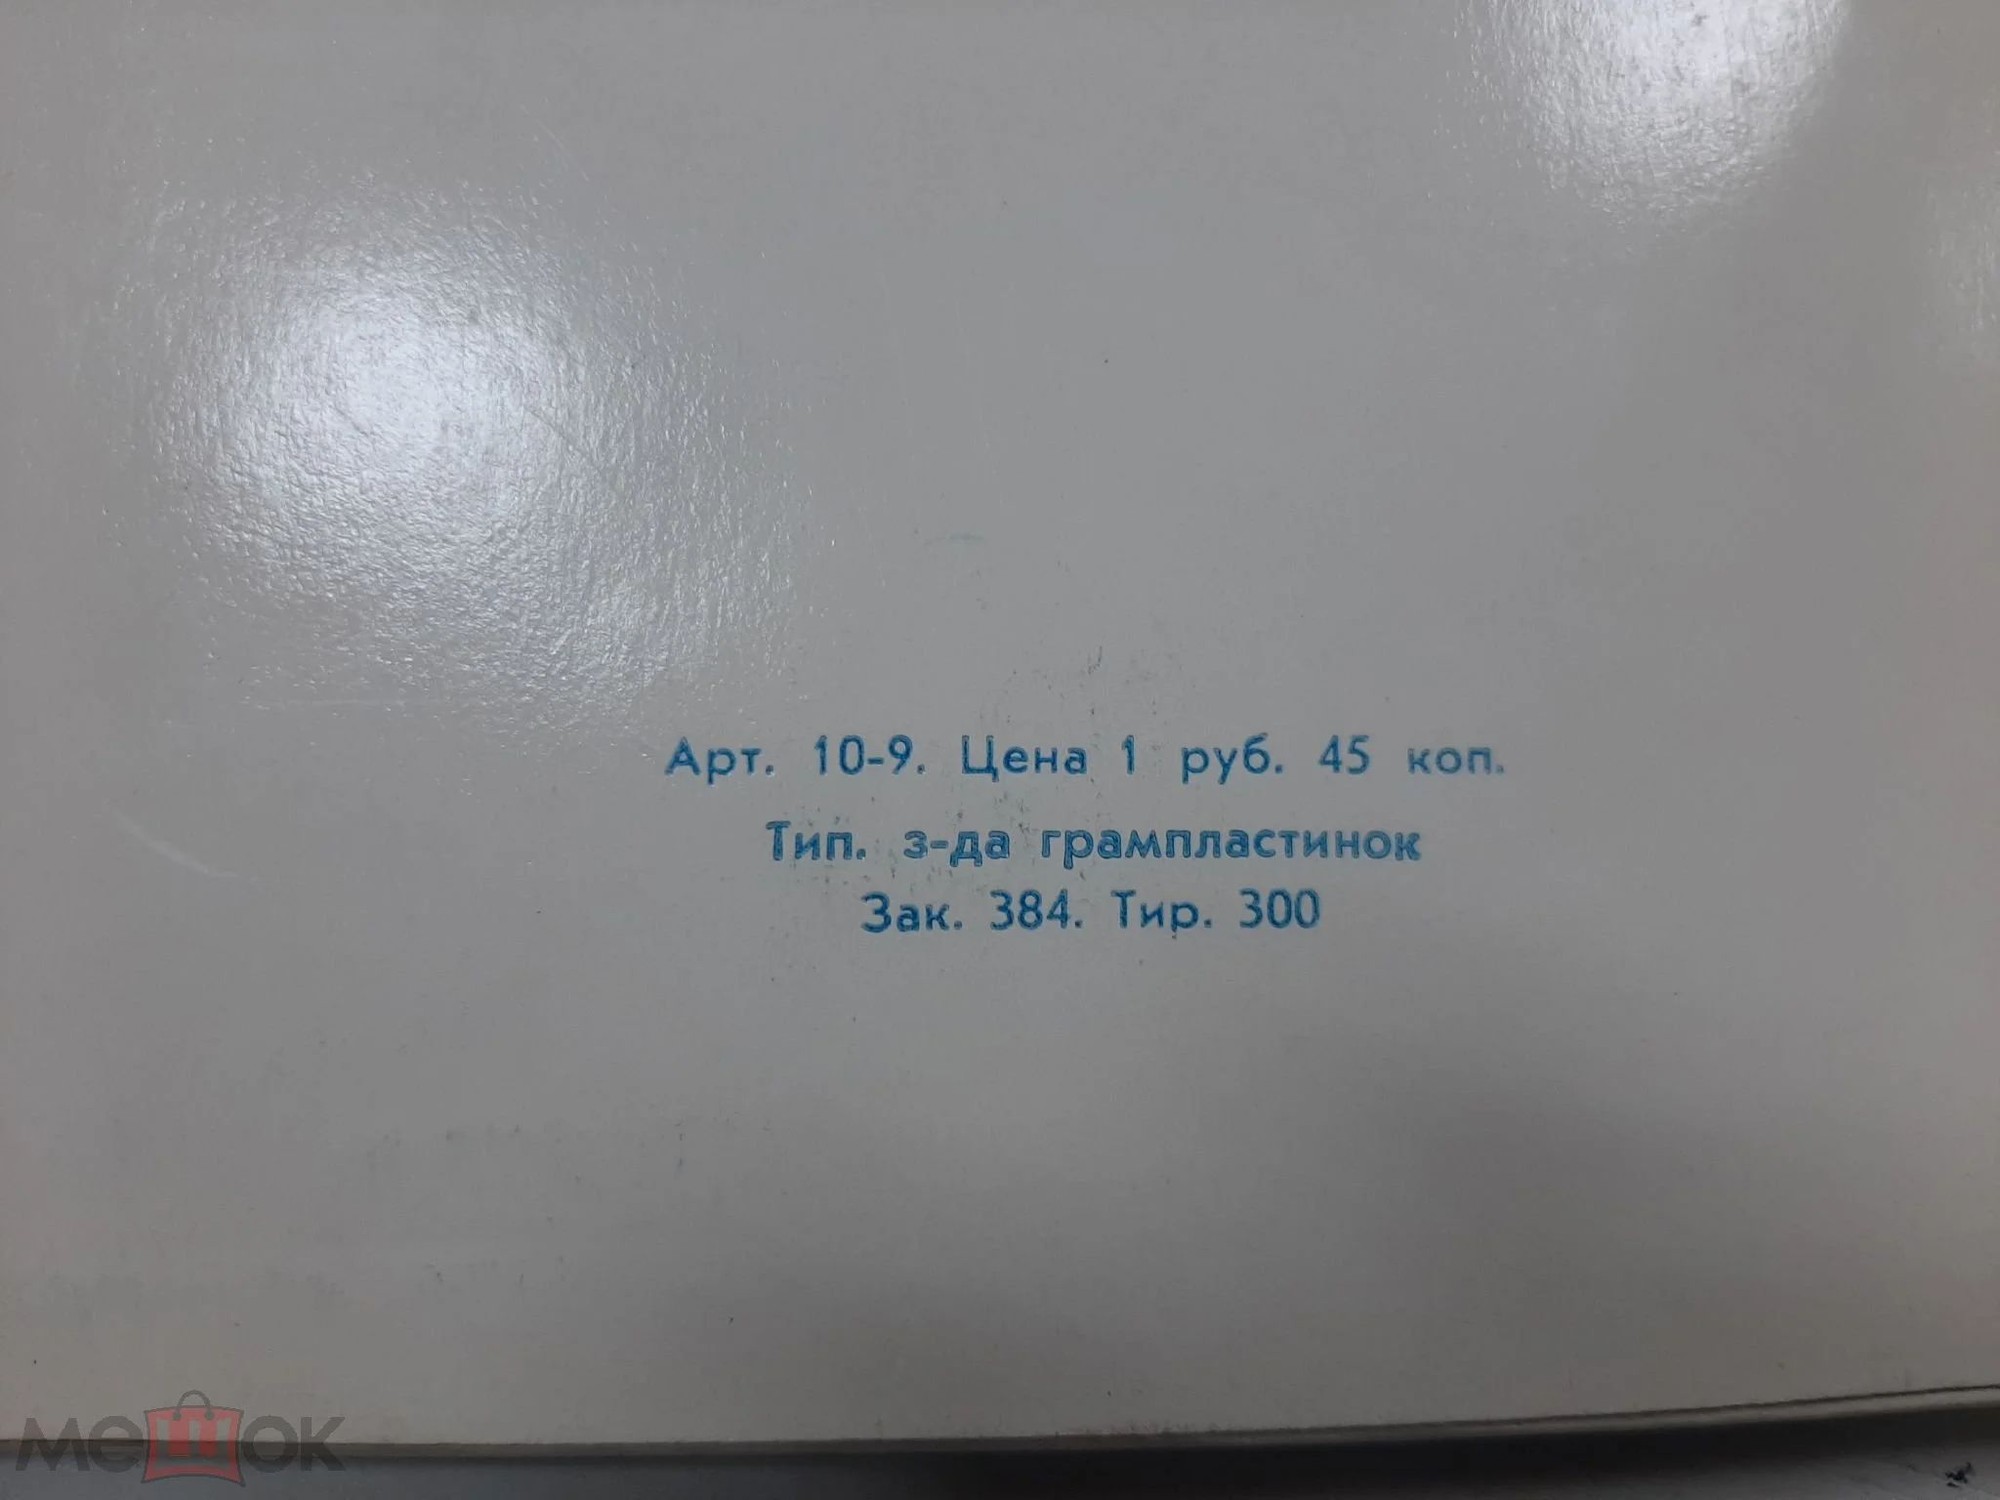 Арт. 10-9. Цена 1 руб. 45 коп.
Тип. з-да грампластинок
Зак. 384. Тир. 300
мешок